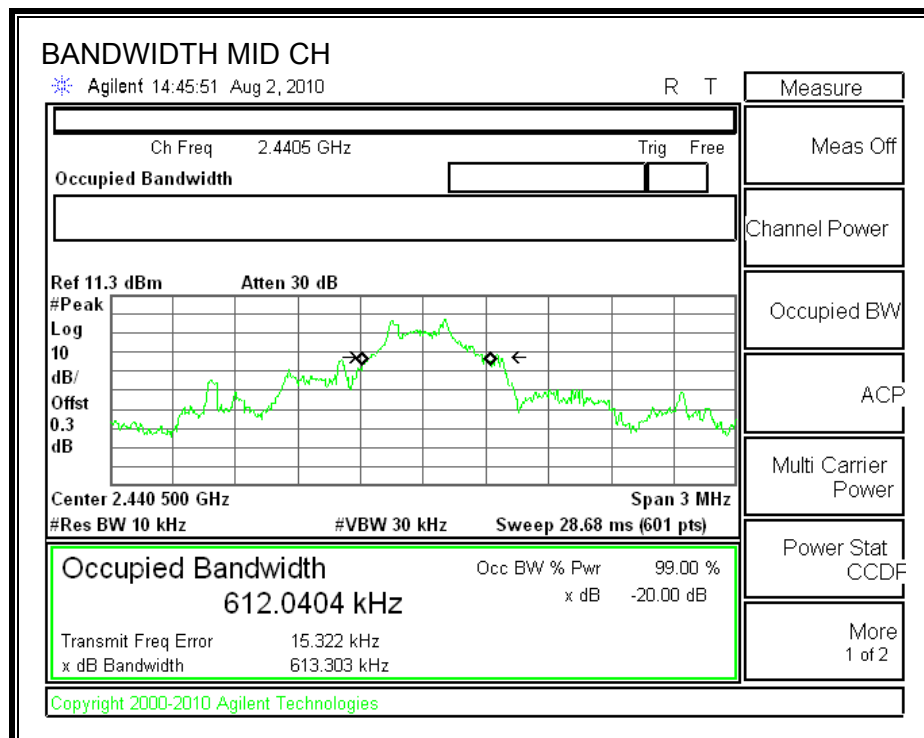 BANDWIDTH MID CH
Agilent 14:45:51 Aug 2, 2010 R T
Measure
Ch Freq 2.4405 GHz Trig Free
Meas Off
Occupied Bandwidth
Channel Power
Ref 11.3 dBm Atten 30 dB
#Peak
Log
10
dB/
Offst
0.3
dB
Occupied BW
ACP
Multi Carrier
Power
Center 2.440 500 GHz Span 3 MHz
#Res BW 10 kHz #VBW 30 kHz Sweep 28.68 ms (601 pts)
Power Stat
CCDF
Occupied Bandwidth Occ BW % Pwr 99.00 %
612.0404 kHz x dB -20.00 dB
Transmit Freq Error 15.322 kHz
x dB Bandwidth 613.303 kHz
More
1 of 2
Copyright 2000-2010 Agilent Technologies